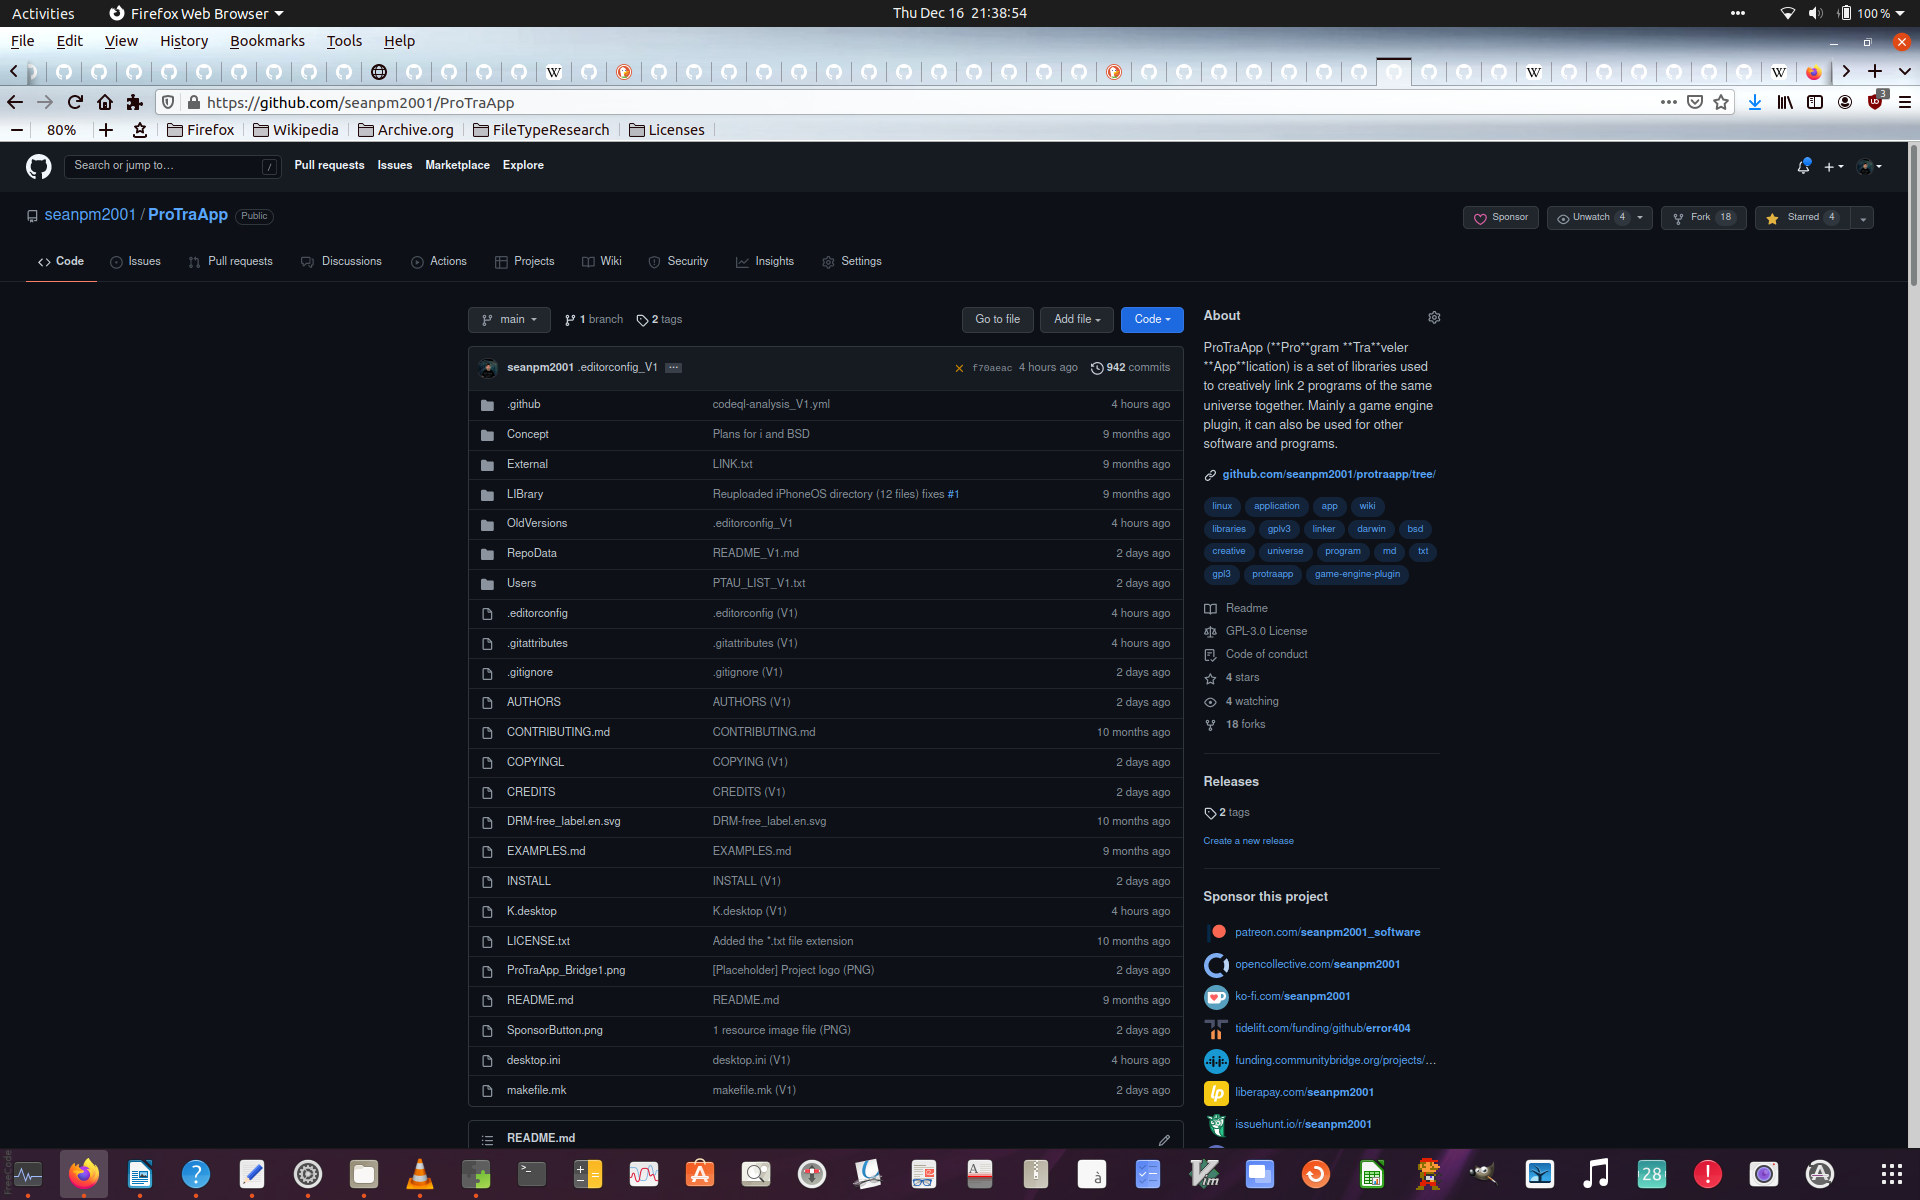 Activities Firefox Web Browser Thu Dec 16 21:38:54 100 %
File Edit View History Bookmarks Tools Help
https://github.com/seanpm2001/ProTraApp 3
80% Firefox Wikipedia Archive.org FileTypeResearch Licenses
Search or jump to… / Pull requests Issues Marketplace Explore
seanpm2001 / ProTraApp Public Sponsor Unwatch 4 Fork 18 Starred 4
Code Issues Pull requests Discussions Actions Projects Wiki Security Insights Settings
main 1 branch 2 tags Go to file Add file Code
seanpm2001 .editorconfig_V1 ... f70aeac 4 hours ago 942 commits
.github codeql-analysis_V1.yml 4 hours ago
Concept Plans for i and BSD 9 months ago
External LINK.txt 9 months ago
LIBrary Reuploaded iPhoneOS directory (12 files) fixes #1 9 months ago
OldVersions .editorconfig_V1 4 hours ago
RepoData README_V1.md 2 days ago
Users PTAU_LIST_V1.txt 2 days ago
.editorconfig .editorconfig (V1) 4 hours ago
.gitattributes .gitattributes (V1) 4 hours ago
.gitignore .gitignore (V1) 2 days ago
AUTHORS AUTHORS (V1) 2 days ago
CONTRIBUTING.md CONTRIBUTING.md 10 months ago
COPYINGL COPYING (V1) 2 days ago
CREDITS CREDITS (V1) 2 days ago
DRM-free_label.en.svg DRM-free_label.en.svg 10 months ago
EXAMPLES.md EXAMPLES.md 9 months ago
INSTALL INSTALL (V1) 2 days ago
K.desktop K.desktop (V1) 4 hours ago
LICENSE.txt Added the *.txt file extension 10 months ago
ProTraApp_Bridge1.png [Placeholder] Project logo (PNG) 2 days ago
README.md README.md 9 months ago
SponsorButton.png 1 resource image file (PNG) 2 days ago
desktop.ini desktop.ini (V1) 4 hours ago
makefile.mk makefile.mk (V1) 2 days ago
README.md
About
ProTraApp (**Pro**gram **Tra**veler
**App**lication) is a set of libraries used
to creatively link 2 programs of the same
universe together. Mainly a game engine
plugin, it can also be used for other
software and programs.
github.com/seanpm2001/protraapp/tree/
linux application app wiki
libraries gplv3 linker darwin bsd
creative universe program md txt
gpl3 protraapp game-engine-plugin
Readme
GPL-3.0 License
Code of conduct
4 stars
4 watching
18 forks
Releases
2 tags
Create a new release
Sponsor this project
patreon.com/seanpm2001_software
opencollective.com/seanpm2001
ko-fi.com/seanpm2001
tidelift.com/funding/github/error404
funding.communitybridge.org/projects/…
liberapay.com/seanpm2001
issuehunt.io/r/seanpm2001
28